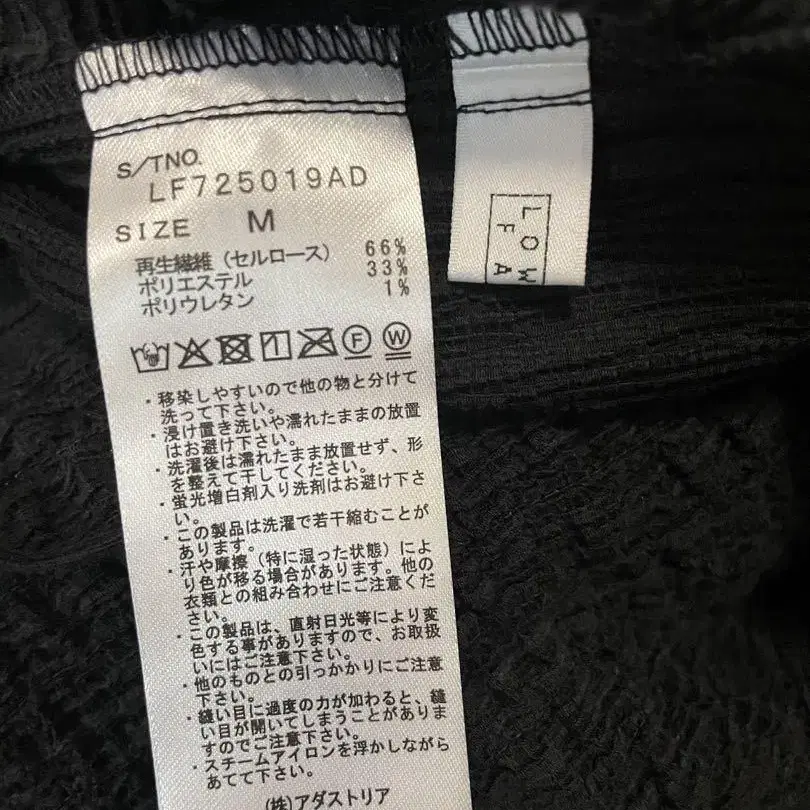 S/TNO.
LF725019AD
SIZE M
再生繊維（セルロース） 66%
ポリエステル 33%
ポリウレタン 1%
F W
・移染しやすいので他の物と分けて
洗って下さい。
・浸け置き洗いや濡れたままの放置
はお避け下さい。
・洗濯後は濡れたまま放置せず、形
を整えて干してください。
・蛍光増白剤入り洗剤はお避け下さ
い。
・この製品は洗濯で若干縮むことが
あります。
・汗や摩擦（特に湿った状態）によ
り色が移る場合があります。他の
衣類との組み合わせにご注意くだ
さい。
・この製品は、直射日光等により変
色する事がありますので、お取扱
いにはご注意下さい。
・他のものとの引っかかりにご注意
下さい。
・縫い目に過度の力が加わると、縫
い目が開いてしまうことがありま
すのでご注意下さい。
・スチームアイロンを浮かしながら
あてて下さい。
(株)アダストリア
LOW
FA